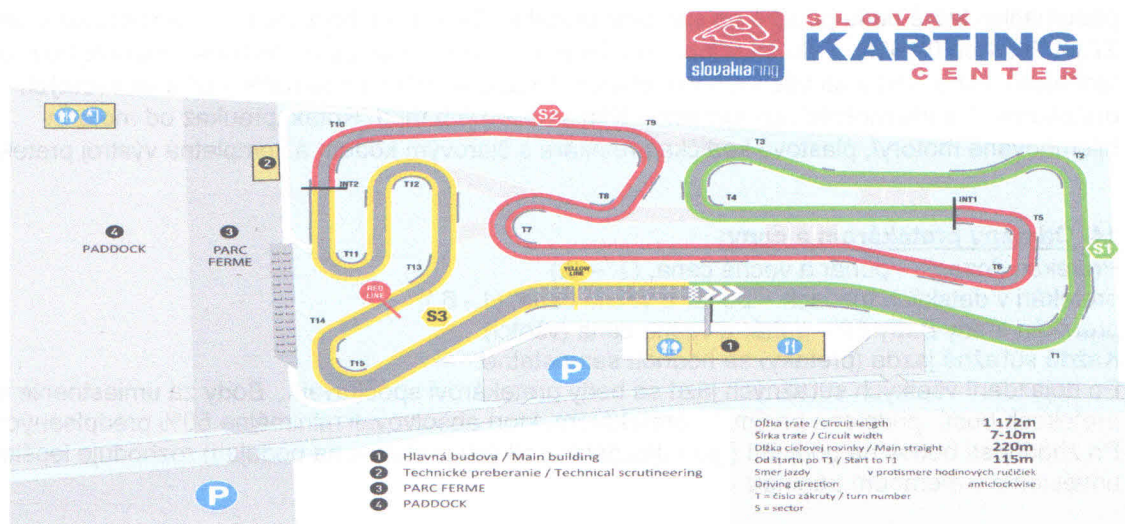 SLOVAK
KARTING
CENTER
slovakiaring
S2
T10
T9
T3
T2
2
INT2
T12
T8
T4
INT1
T5
4
PADDOCK
3
PARC
FERME
T7
S1
T11
T13
YELLOW
LINE
T6
RED
LINE
S3
T14
T1
1
T15
P
P
1 Hlavná budova / Main building
2 Technické preberanie / Technical scrutineering
3 PARC FERME
4 PADDOCK
Dĺžka trate / Circuit length 1 172m
Šírka trate / Circuit width 7-10m
Dĺžka cieľovej rovinky / Main straight 220m
Od štartu po T1 / Start to T1 115m
Smer jazdy v protismere hodinových ručičiek
Driving direction anticlockwise
T = číslo zákruty / turn number
S = sector